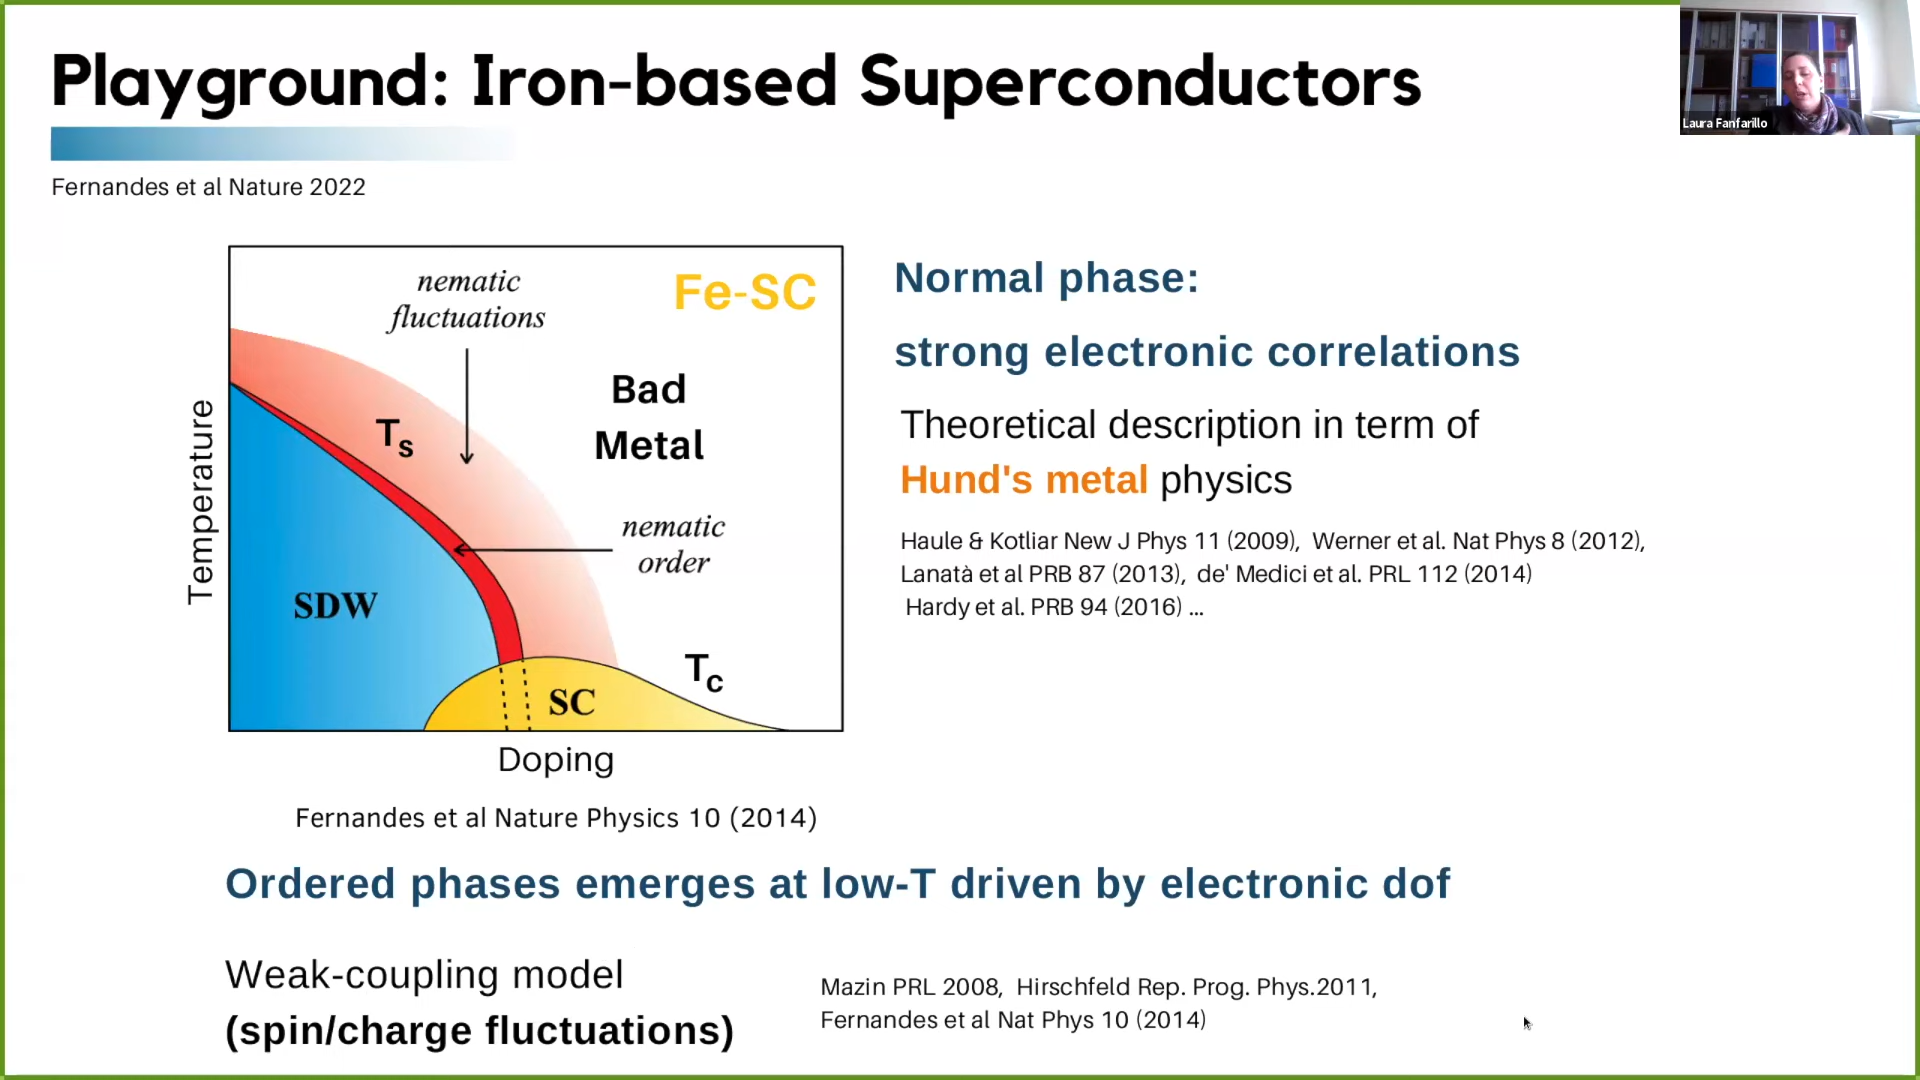 Playground: Iron-based Superconductors
Laura Fanfarillo
Fernandes et al Nature 2022
nematic
fluctuations
Fe-SC
Bad
Metal
Ts
nematic
order
SDW
Tc
SC
Temperature
Doping
Fernandes et al Nature Physics 10 (2014)
Normal phase:
strong electronic correlations
Theoretical description in term of
Hund's metal physics
Haule & Kotliar New J Phys 11 (2009), Werner et al. Nat Phys 8 (2012),
Lanatà et al PRB 87 (2013), de' Medici et al. PRL 112 (2014)
Hardy et al. PRB 94 (2016) ...
Ordered phases emerges at low-T driven by electronic dof
Weak-coupling model
(spin/charge fluctuations)
Mazin PRL 2008, Hirschfeld Rep. Prog. Phys.2011,
Fernandes et al Nat Phys 10 (2014)